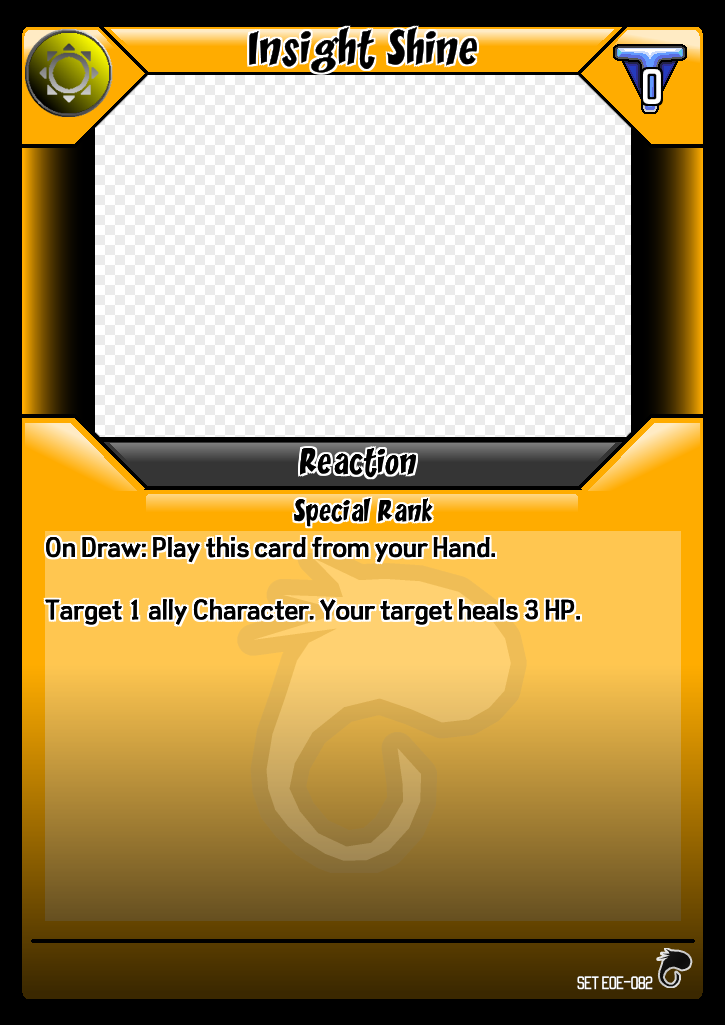 Insight Shine
0
Reaction
Special Rank
On Draw: Play this card from your Hand.
Target 1 ally Character. Your target heals 3 HP.
SET EOE-082